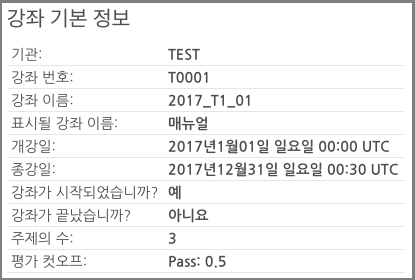 강좌 기본 정보
기관: TEST
강좌 번호: T0001
강좌 이름: 2017_T1_01
표시될 강좌 이름: 매뉴얼
개강일: 2017년1월01일 일요일 00:00 UTC
종강일: 2017년12월31일 일요일 00:30 UTC
강좌가 시작되었습니까? 예
강좌가 끝났습니까? 아니요
주제의 수: 3
평가 컷오프: Pass: 0.5